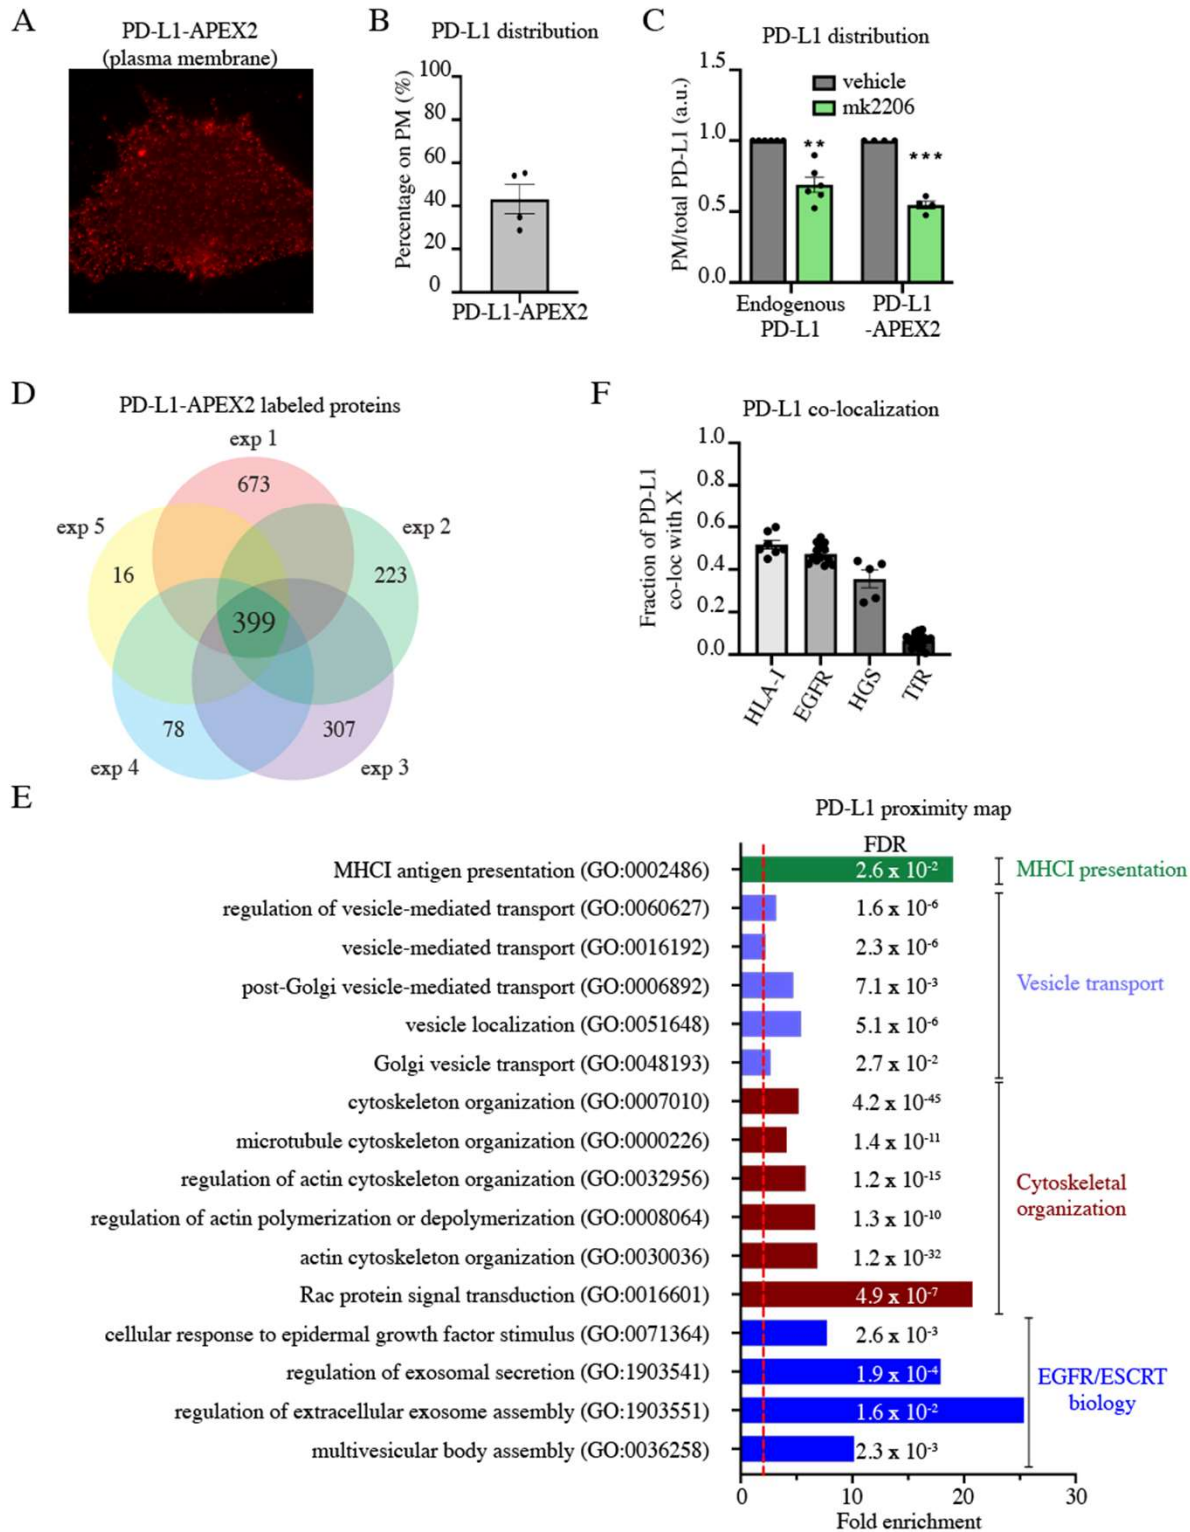 A
PD-L1-APEX2
(plasma membrane)
B
PD-L1 distribution
Percentage on PM (%)
100
80
60
40
20
0
PD-L1-APEX2
C
PD-L1 distribution
PM/total PD-L1 (a.u.)
1.5
1.0
0.5
0.0
vehicle
mk2206
**
***
Endogenous
PD-L1
PD-L1
-APEX2
D
PD-L1-APEX2 labeled proteins
exp 1
673
exp 5
exp 2
16
223
399
78
307
exp 4
exp 3
F
PD-L1 co-localization
Fraction of PD-L1
co-loc with X
1.0
0.8
0.6
0.4
0.2
0.0
HLA-I
EGFR
HGS
TfR
E
PD-L1 proximity map
FDR
MHCI antigen presentation (GO:0002486) 2.6 x 10⁻² MHCI presentation
regulation of vesicle-mediated transport (GO:0060627) 1.6 x 10⁻⁶
vesicle-mediated transport (GO:0016192) 2.3 x 10⁻⁶
post-Golgi vesicle-mediated transport (GO:0006892) 7.1 x 10⁻³ Vesicle transport
vesicle localization (GO:0051648) 5.1 x 10⁻⁶
Golgi vesicle transport (GO:0048193) 2.7 x 10⁻²
cytoskeleton organization (GO:0007010) 4.2 x 10⁻⁴⁵
microtubule cytoskeleton organization (GO:0000226) 1.4 x 10⁻¹¹
regulation of actin cytoskeleton organization (GO:0032956) 1.2 x 10⁻¹⁵ Cytoskeletal
organization
regulation of actin polymerization or depolymerization (GO:0008064) 1.3 x 10⁻¹⁰
actin cytoskeleton organization (GO:0030036) 1.2 x 10⁻³²
Rac protein signal transduction (GO:0016601) 4.9 x 10⁻⁷
cellular response to epidermal growth factor stimulus (GO:0071364) 2.6 x 10⁻³
regulation of exosomal secretion (GO:1903541) 1.9 x 10⁻⁴ EGFR/ESCRT
biology
regulation of extracellular exosome assembly (GO:1903551) 1.6 x 10⁻²
multivesicular body assembly (GO:0036258) 2.3 x 10⁻³
0 10 20 30
Fold enrichment